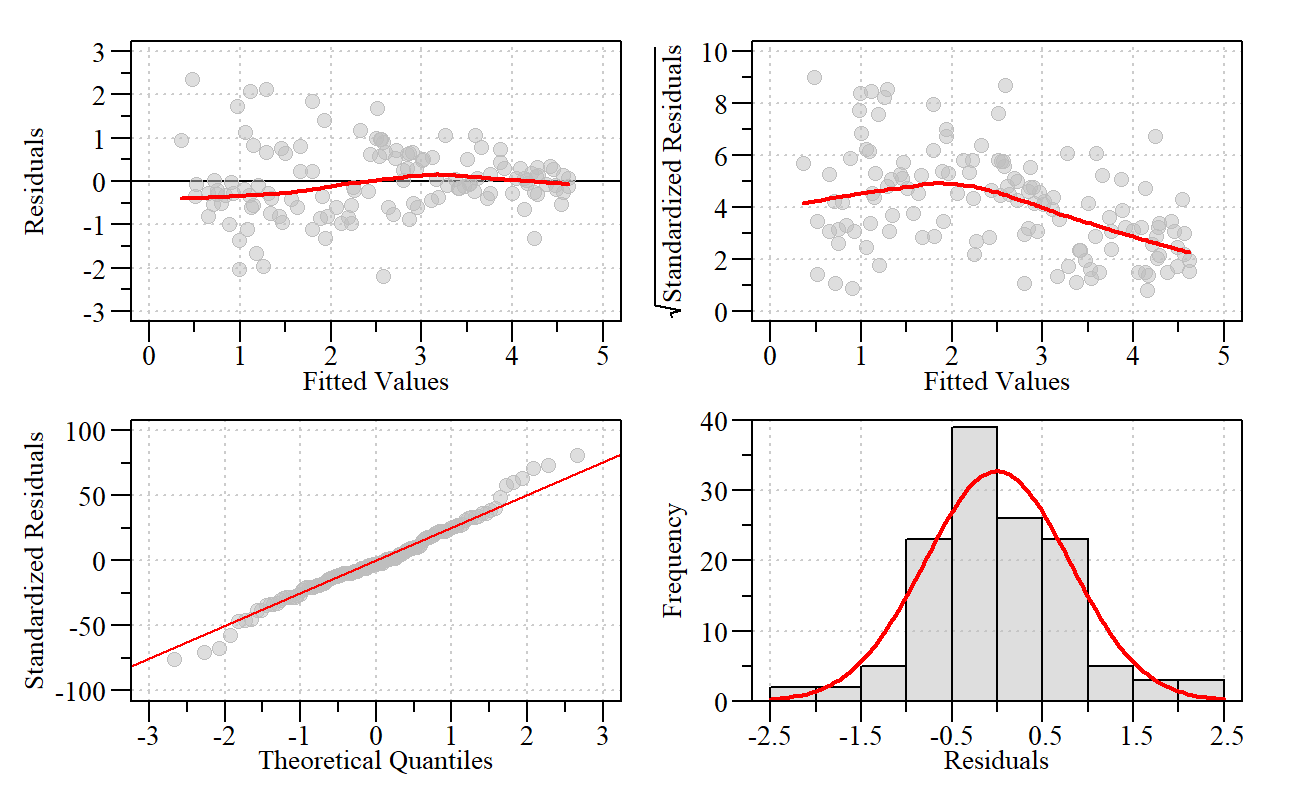 Residuals
3
2
1
0
-1
-2
-3
0 1 2 3 4 5
Fitted Values
√Standardized Residuals
10
8
6
4
2
0
0 1 2 3 4 5
Fitted Values
Standardized Residuals
100
50
0
-50
-100
-3 -2 -1 0 1 2 3
Theoretical Quantiles
Frequency
40
30
20
10
0
-2.5 -1.5 -0.5 0.5 1.5 2.5
Residuals